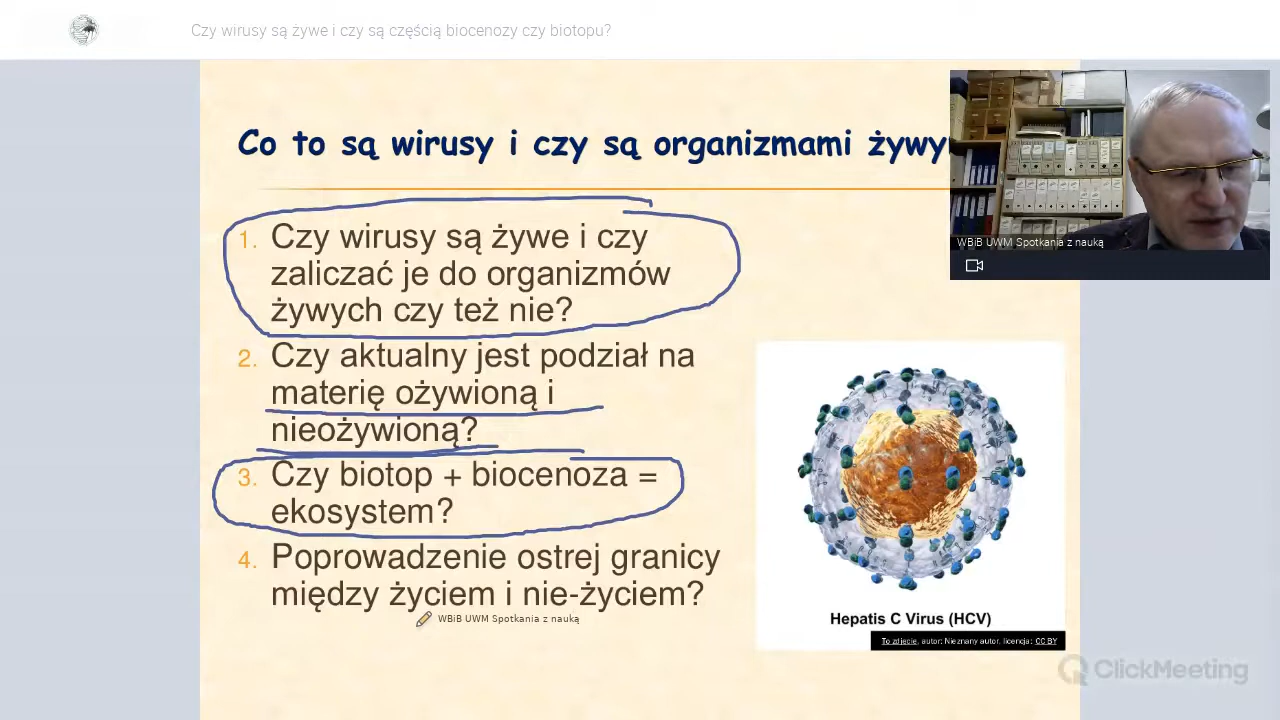 Czy wirusy są żywe i czy są częścią biocenozy czy biotopu?
Co to są wirusy i czy są organizmami żywy
WBiB UWM Spotkania z nauką
1. Czy wirusy są żywe i czy
zaliczać je do organizmów
żywych czy też nie?
2. Czy aktualny jest podział na
materię ożywioną i
nieożywioną?
3. Czy biotop + biocenoza =
ekosystem?
4. Poprowadzenie ostrej granicy
między życiem i nie-życiem?
WBiB UWM Spotkania z nauką
Hepatis C Virus (HCV)
To zdjęcie, autor: Nieznany autor, licencja: CC BY
ClickMeeting